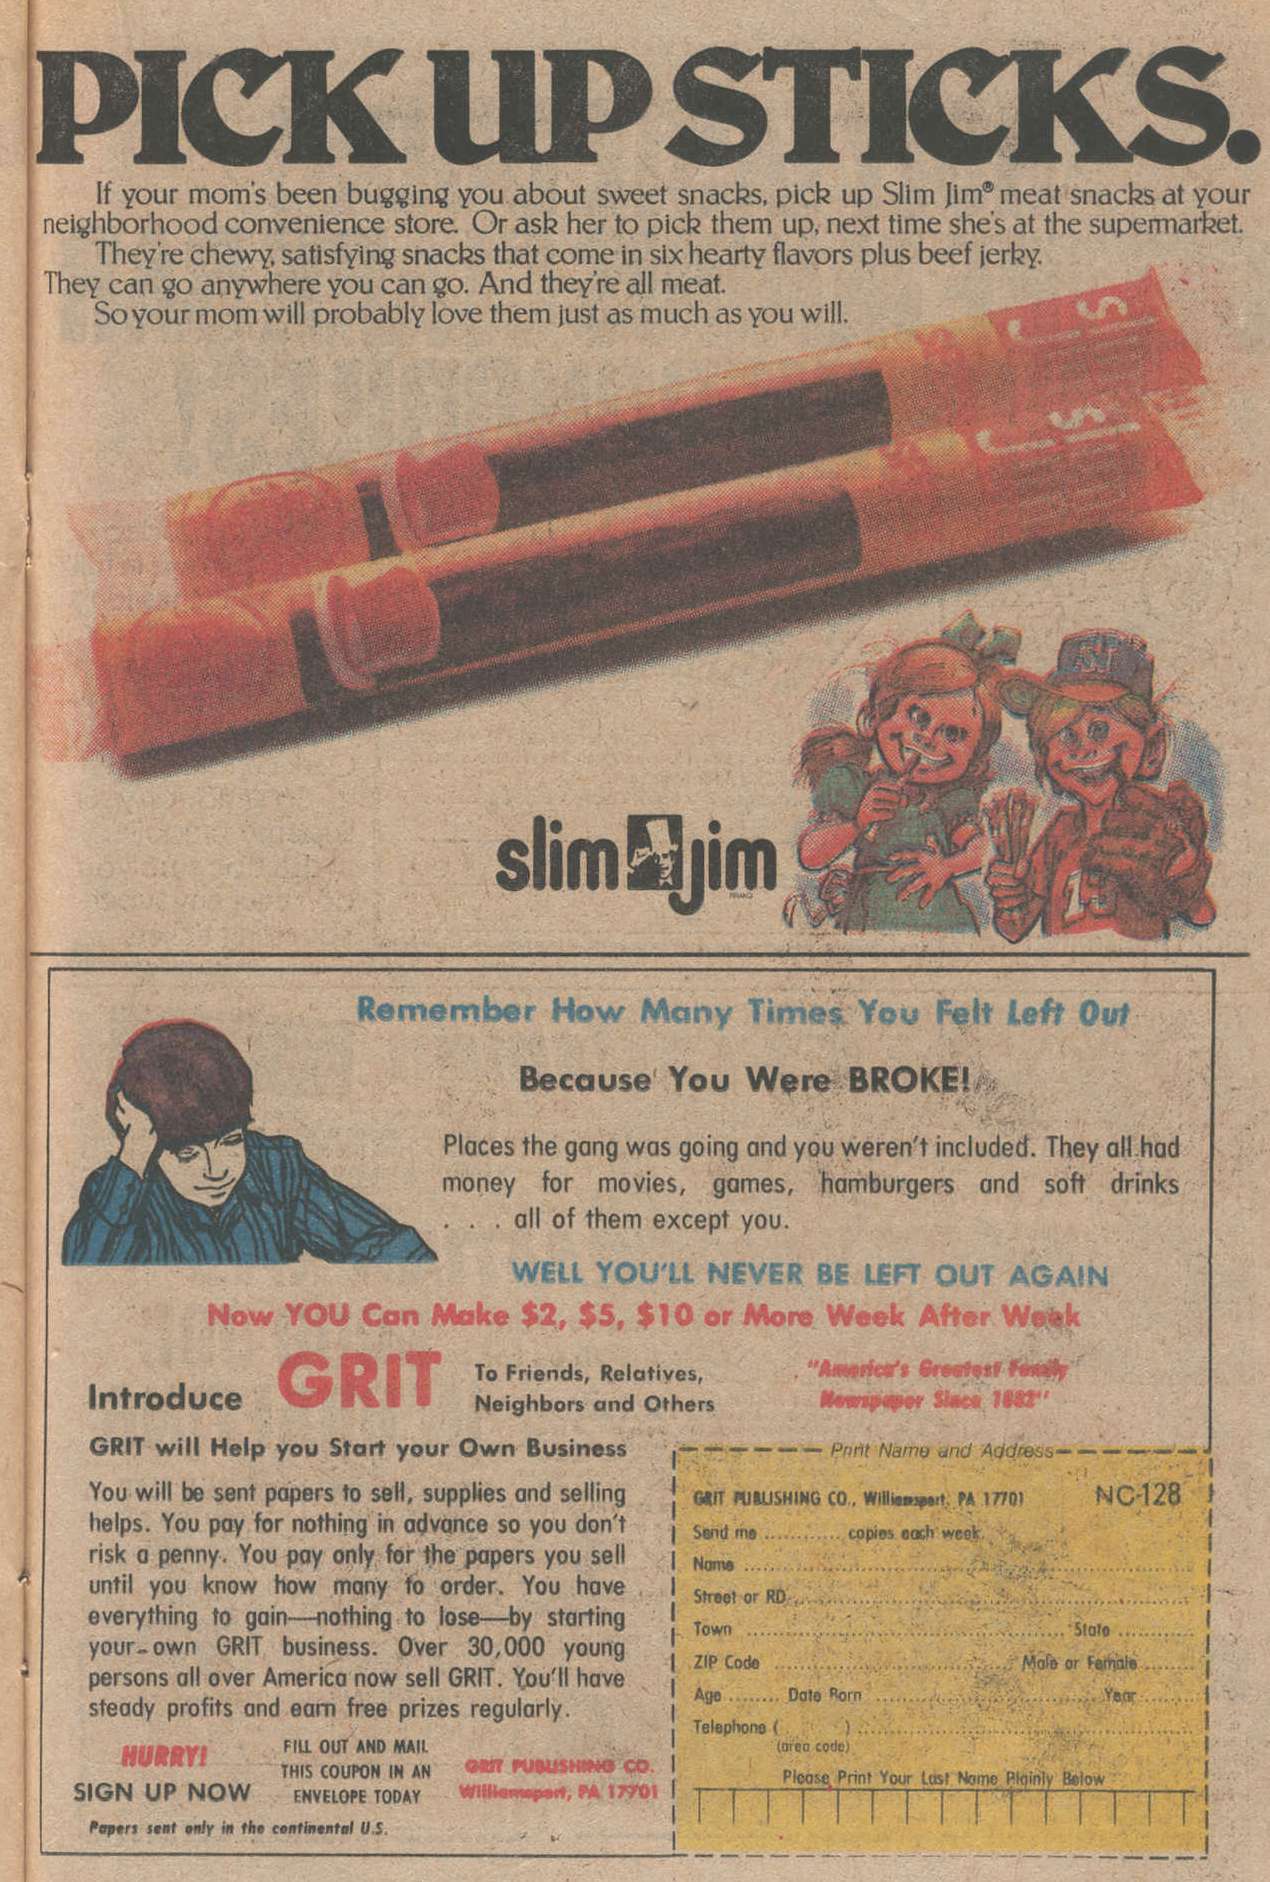 PICK UP STICKS.
If your mom's been bugging you about sweet snacks, pick up Slim Jim® meat snacks at your
neighborhood convenience store. Or ask her to pick them up, next time she's at the supermarket.
They're chewy, satisfying snacks that come in six hearty flavors plus beef jerky.
They can go anywhere you can go. And they're all meat.
So your mom will probably love them just as much as you will.
slim jim
15
Remember How Many Times You Felt Left Out
Because You Were BROKE!
Places the gang was going and you weren't included. They all had
money for movies, games, hamburgers and soft drinks
. . . all of them except you.
WELL YOU'LL NEVER BE LEFT OUT AGAIN
Now YOU Can Make $2, $5, $10 or More Week After Week
Introduce GRIT To Friends, Relatives,
Neighbors and Others
"America's Greatest Family
Newspaper Since 1882"
GRIT will Help you Start your Own Business
You will be sent papers to sell, supplies and selling
helps. You pay for nothing in advance so you don't
risk a penny. You pay only for the papers you sell
until you know how many to order. You have
everything to gain—nothing to lose—by starting
your own GRIT business. Over 30,000 young
persons all over America now sell GRIT. You'll have
steady profits and earn free prizes regularly.
HURRY!
SIGN UP NOW
FILL OUT AND MAIL
THIS COUPON IN AN
ENVELOPE TODAY
GRIT PUBLISHING CO.
Williamsport, PA 17701
Papers sent only in the continental U.S.
Print Name and Address
GRIT PUBLISHING CO., Williamsport, PA 17701 NC-128
Send me ............ copies each week.
Name
Street or RD
Town State
ZIP Code Male or Female
Age Date Born Year
Telephone ( )
(area code)
Please Print Your Last Name Plainly Below